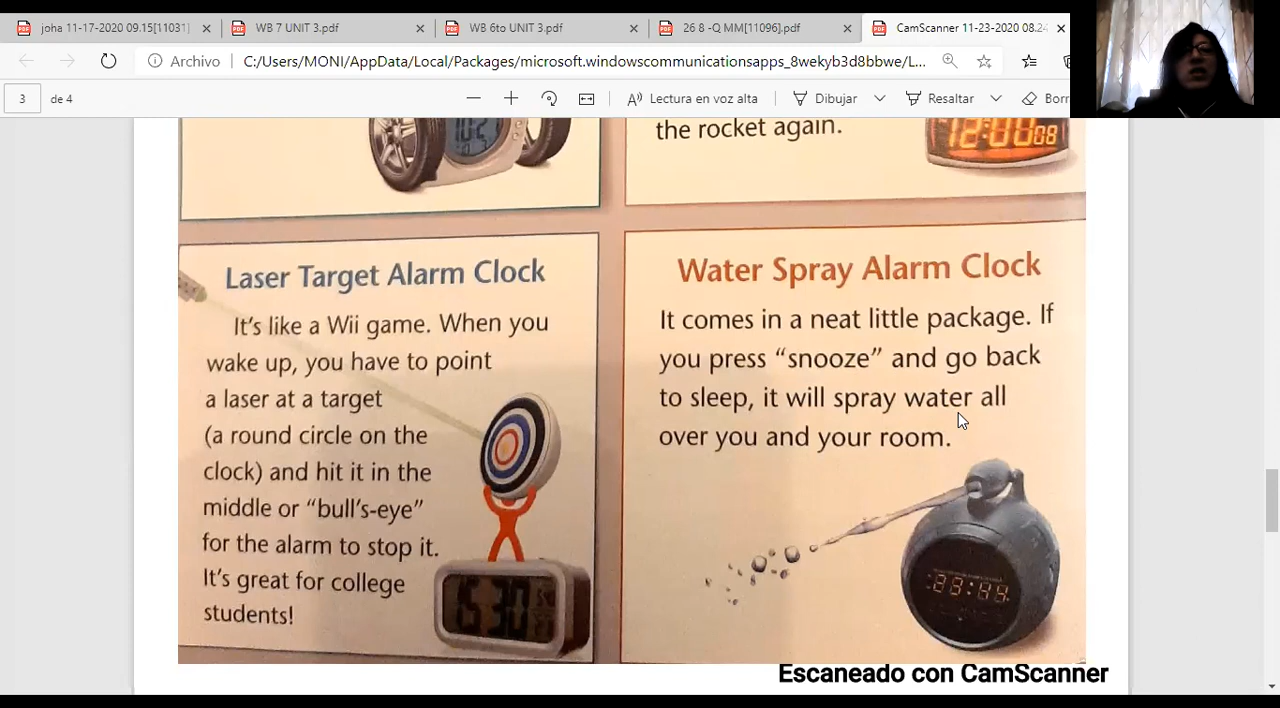 joha 11-17-2020 09.15[11031]
WB 7 UNIT 3.pdf
WB 6to UNIT 3.pdf
26 8 -Q MM[11096].pdf
CamScanner 11-23-2020 08.24
Archivo
C:/Users/MONI/AppData/Local/Packages/microsoft.windowscommunicationsapps_8wekyb3d8bbwe/L...
3 de 4
Lectura en voz alta
Dibujar
Resaltar
Borr
the rocket again.
12:00 08
Laser Target Alarm Clock
It's like a Wii game. When you
wake up, you have to point
a laser at a target
(a round circle on the
clock) and hit it in the
middle or "bull's-eye"
for the alarm to stop it.
It's great for college
students!
Water Spray Alarm Clock
It comes in a neat little package. If
you press "snooze" and go back
to sleep, it will spray water all
over you and your room.
Escaneado con CamScanner